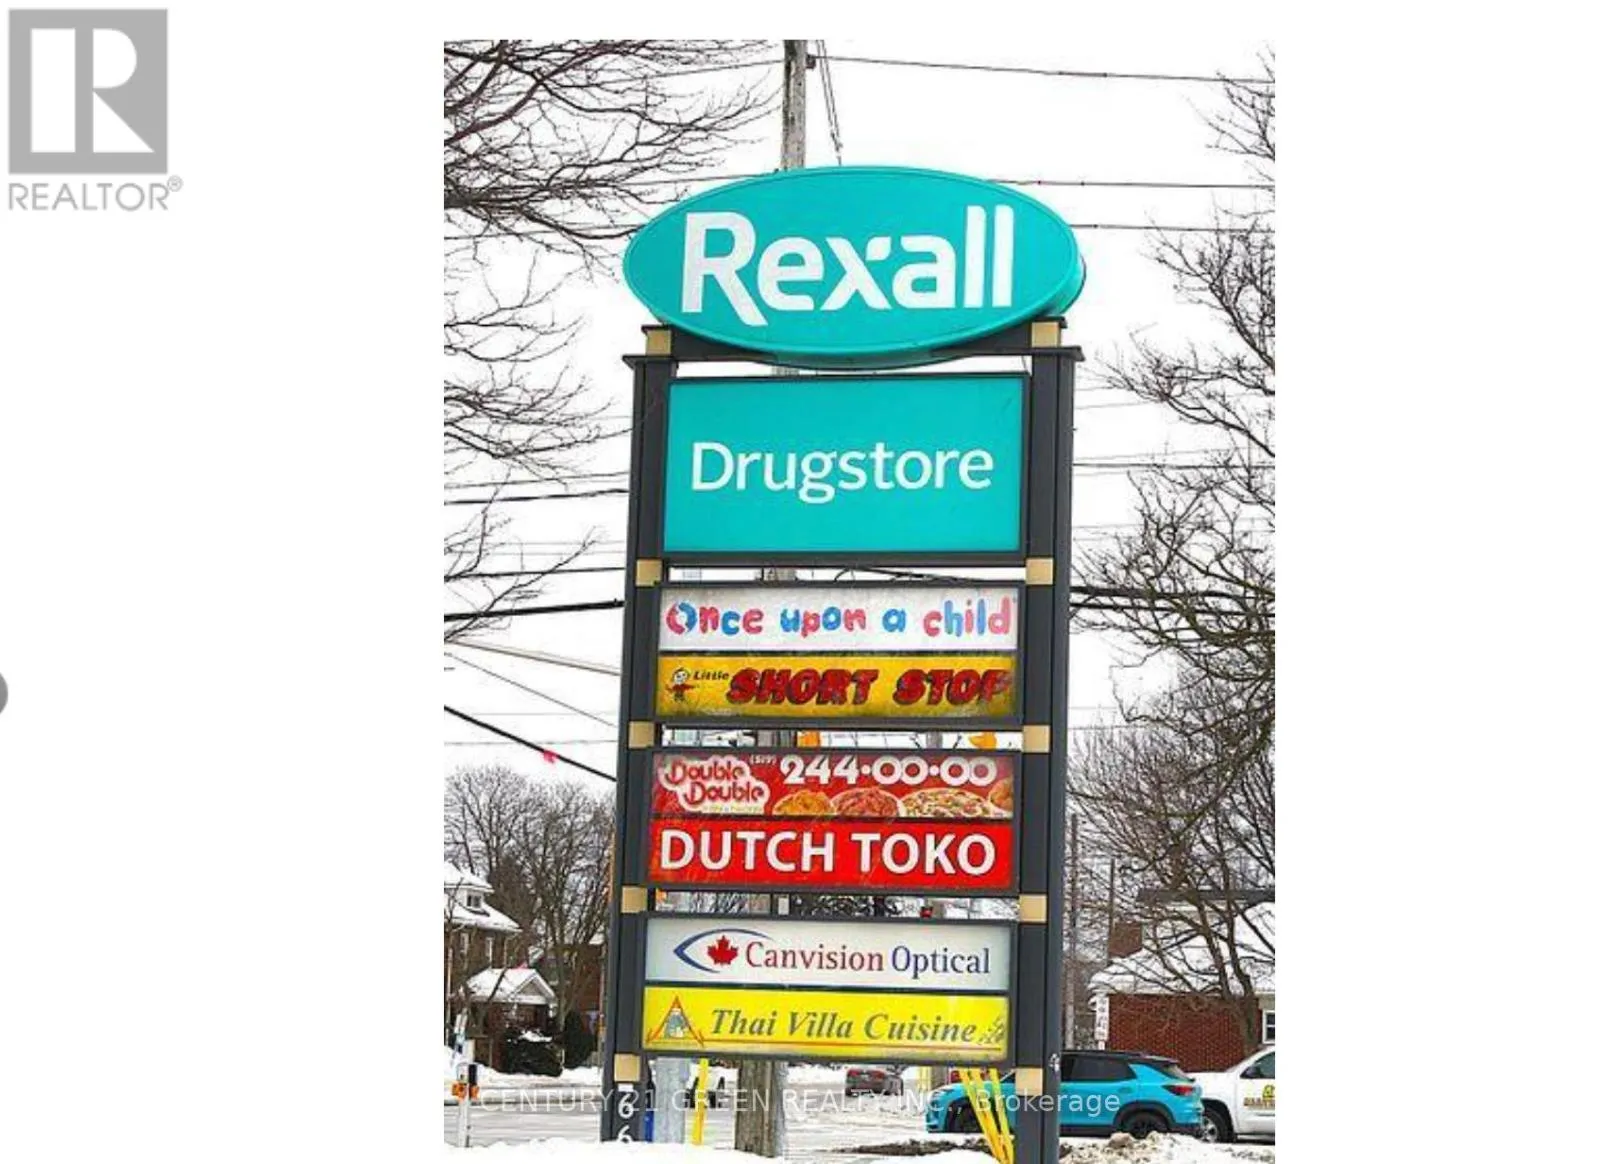 REALTOR®
Rexall
Drugstore
Once upon a child
Little SHORT STOP
Double Double (519) 244-00-00
DUTCH TOKO
Canvision Optical
Thai Villa Cuisine
CENTURY 21 GREEN REALTY INC., Brokerage